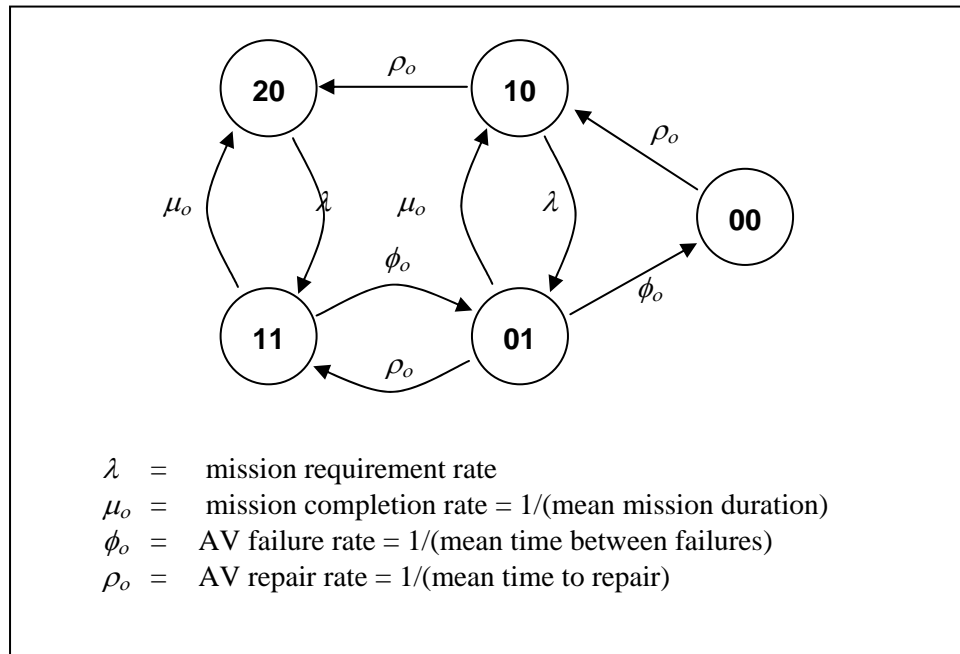 ρₒ
20
10
ρₒ
μₒ
λ
μₒ
λ
00
ϕₒ
ϕₒ
11
01
ρₒ
λ = mission requirement rate
μₒ = mission completion rate = 1/(mean mission duration)
ϕₒ = AV failure rate = 1/(mean time between failures)
ρₒ = AV repair rate = 1/(mean time to repair)